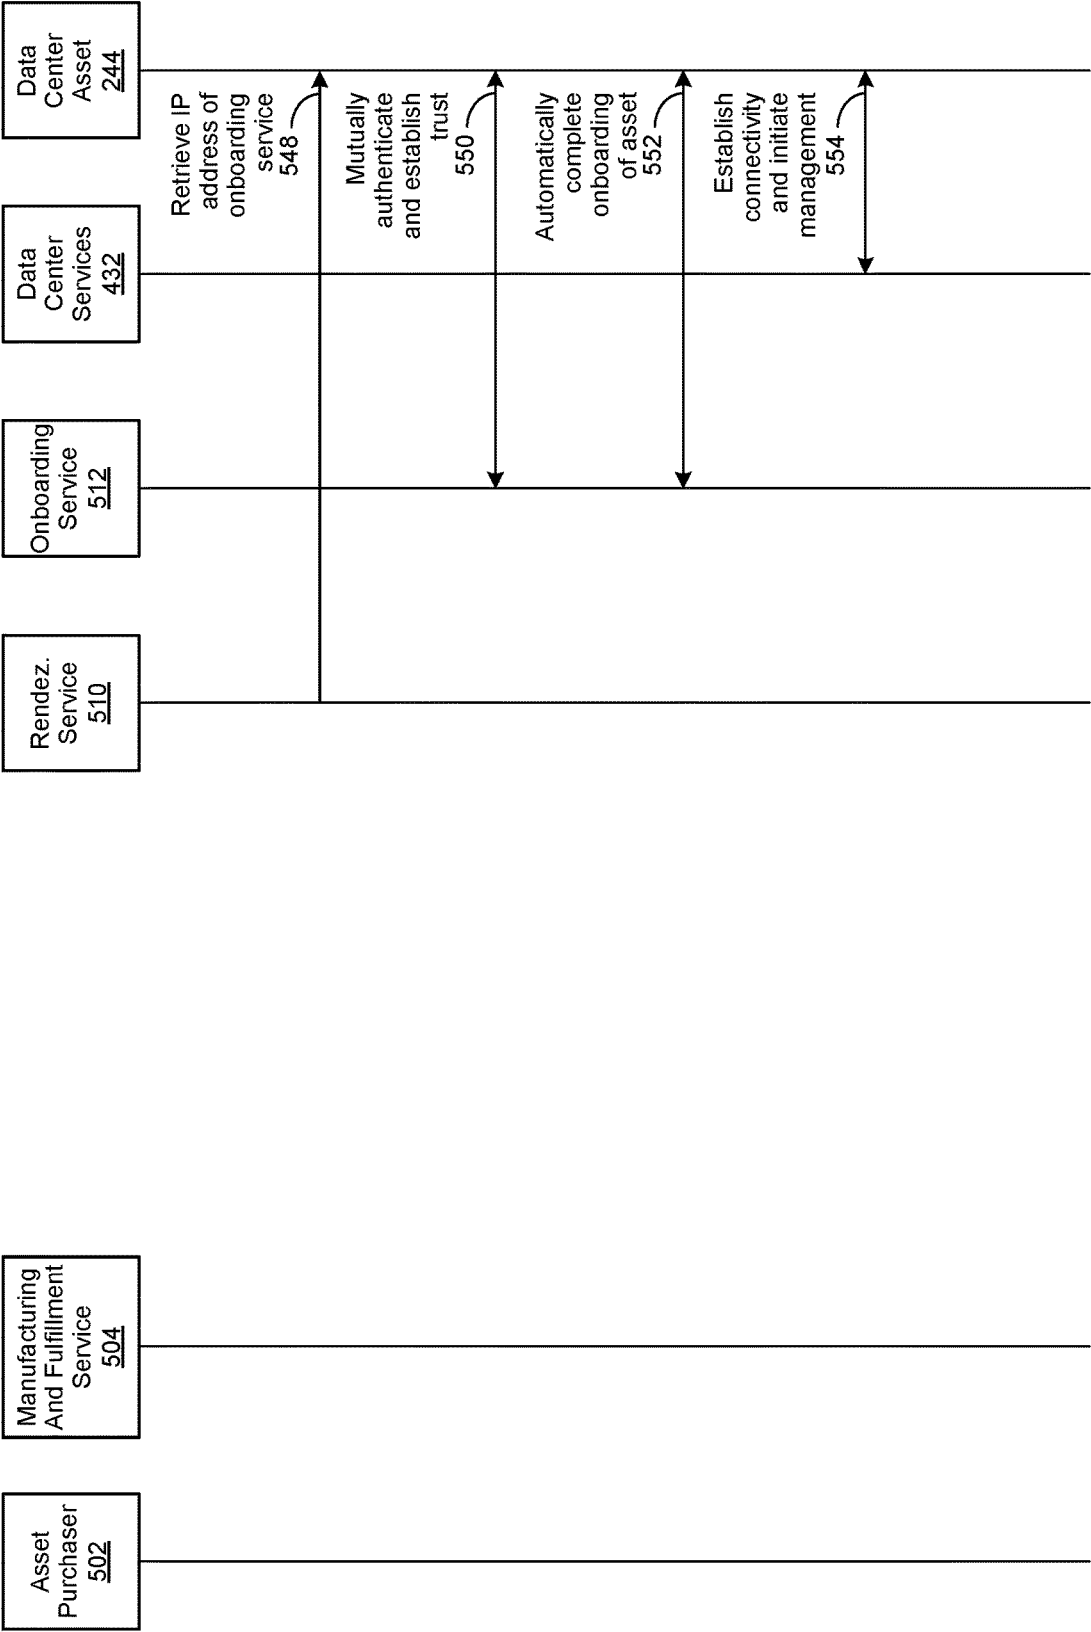 Asset
Purchaser
502
Manufacturing
And Fulfillment
Service
504
Rendez.
Service
510
Onboarding
Service
512
Data
Center
Services
432
Data
Center
Asset
244
Retrieve IP
address of
onboarding
service
548
Mutually
authenticate
and establish
trust
550
Automatically
complete
onboarding
of asset
552
Establish
connectivity
and initiate
management
554